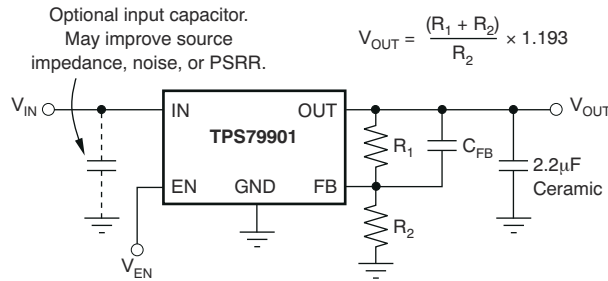 Optional input capacitor.
May improve source
impedance, noise, or PSRR.
V_OUT = (R_1 + R_2) / R_2 × 1.193
V_IN
IN
OUT
V_OUT
TPS79901
R_1
C_FB
2.2μF
Ceramic
EN
GND
FB
R_2
V_EN